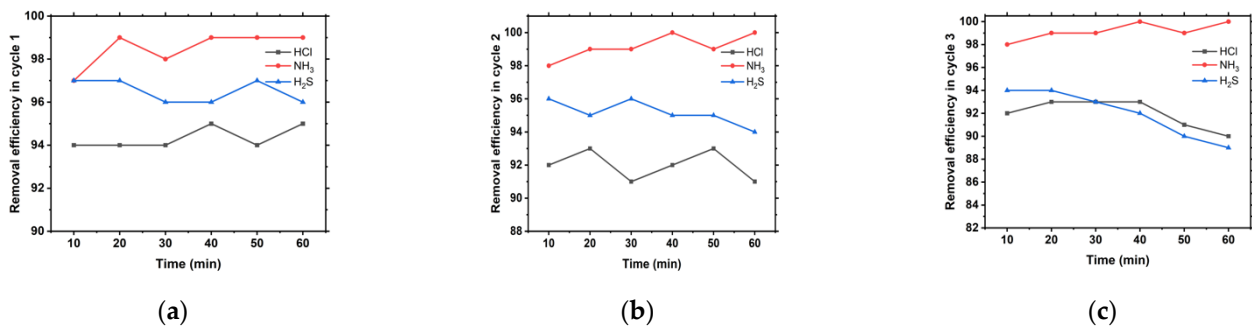 Removal efficiency in cycle 1
100
98
96
94
92
90
HCl
NH₃
H₂S
10 20 30 40 50 60
Time (min)
(a)
Removal efficiency in cycle 2
100
98
96
94
92
90
88
HCl
NH₃
H₂S
10 20 30 40 50 60
Time (min)
(b)
Removal efficiency in cycle 3
100
98
96
94
92
90
88
86
84
82
HCl
NH₃
H₂S
10 20 30 40 50 60
Time (min)
(c)